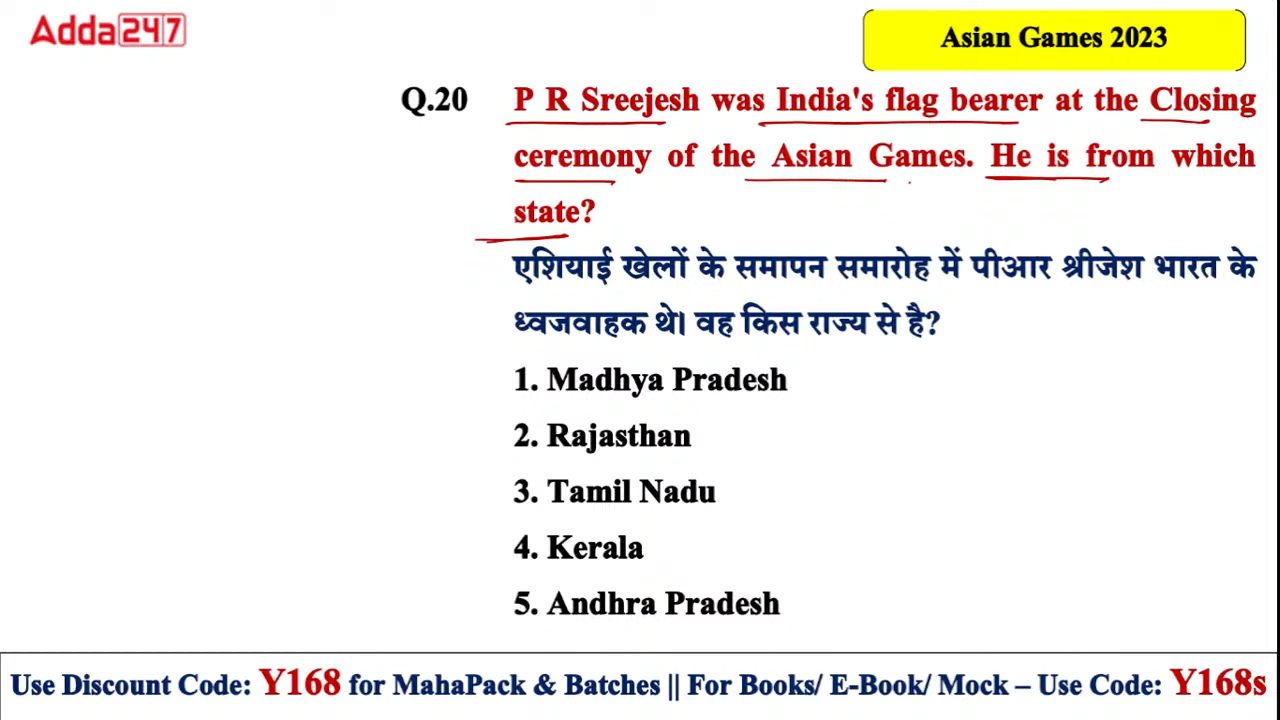 Adda247
Asian Games 2023
Q.20 P R Sreejesh was India's flag bearer at the Closing
ceremony of the Asian Games. He is from which
state?
एशियाई खेलों के समापन समारोह में पीआर श्रीजेश भारत के
ध्वजवाहक थे। वह किस राज्य से है?
1. Madhya Pradesh
2. Rajasthan
3. Tamil Nadu
4. Kerala
5. Andhra Pradesh
Use Discount Code: Y168 for MahaPack & Batches || For Books/ E-Book/ Mock – Use Code: Y168s